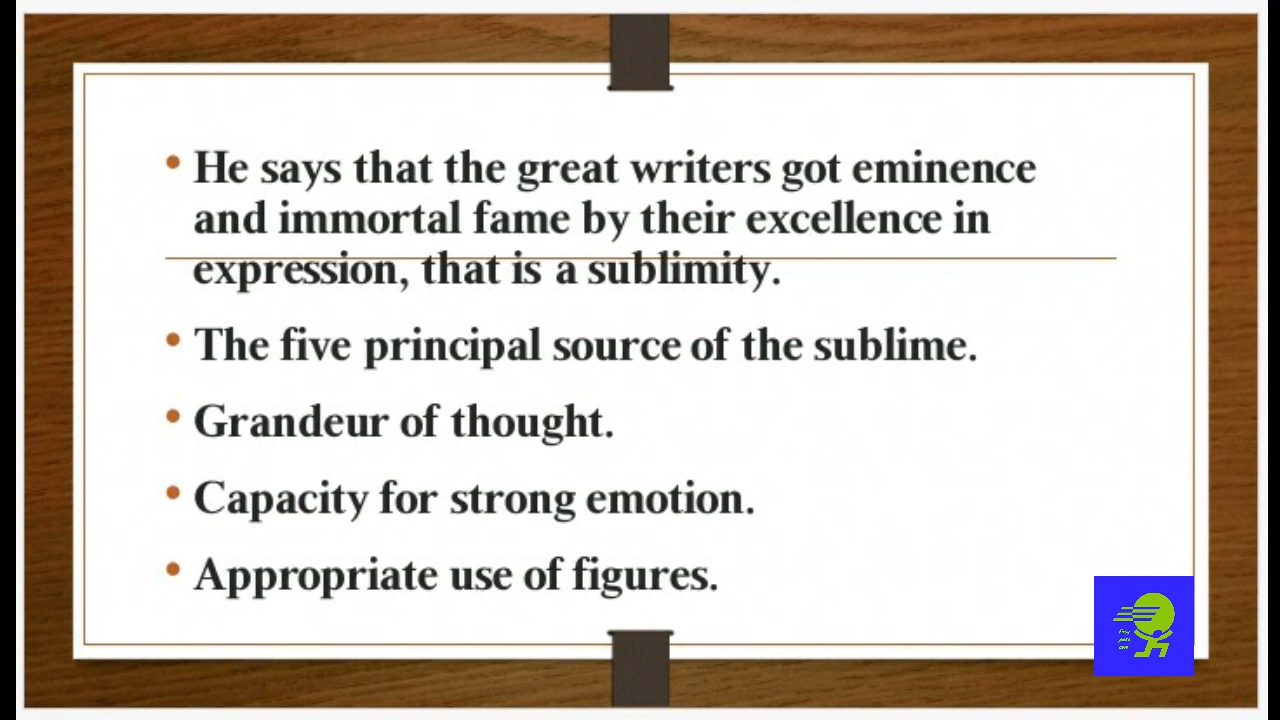 • He says that the great writers got eminence
and immortal fame by their excellence in
expression, that is a sublimity.
• The five principal source of the sublime.
• Grandeur of thought.
• Capacity for strong emotion.
• Appropriate use of figures.